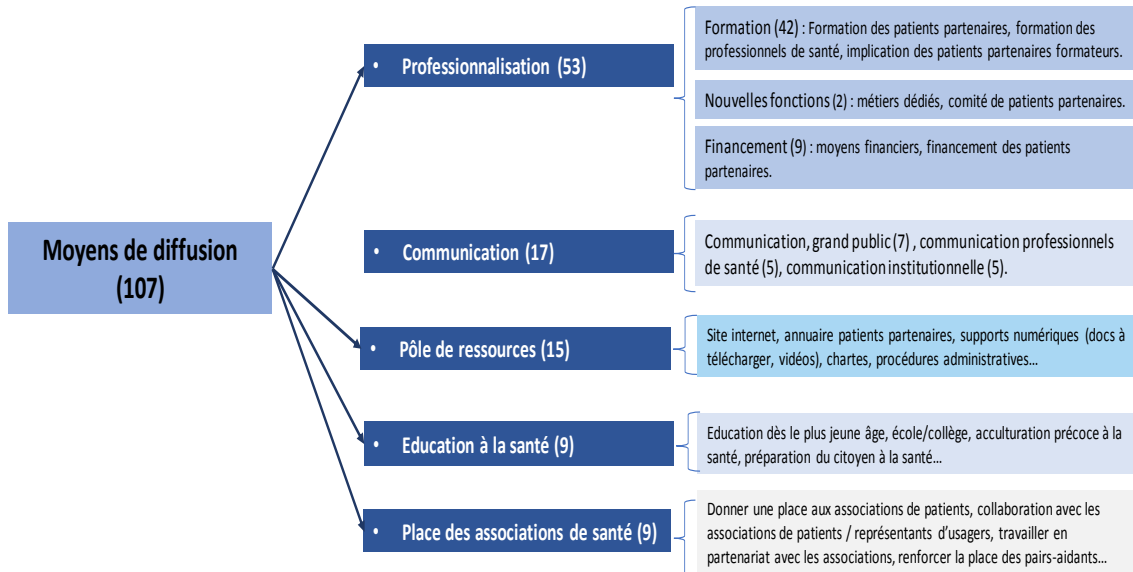 Moyens de diffusion
(107)
• Professionnalisation (53)
Formation (42) : Formation des patients partenaires, formation des
professionnels de santé, implication des patients partenaires formateurs.
Nouvelles fonctions (2) : métiers dédiés, comité de patients partenaires.
Financement (9) : moyens financiers, financement des patients
partenaires.
• Communication (17)
Communication, grand public (7) , communication professionnels
de santé (5), communication institutionnelle (5).
• Pôle de ressources (15)
Site internet, annuaire patients partenaires, supports numériques (docs à
télécharger, vidéos), chartes, procédures administratives…
• Education à la santé (9)
Education dès le plus jeune âge, école/collège, acculturation précoce à la
santé, préparation du citoyen à la santé…
• Place des associations de santé (9)
Donner une place aux associations de patients, collaboration avec les
associations de patients / représentants d’usagers, travailler en
partenariat avec les associations, renforcer la place des pairs-aidants…